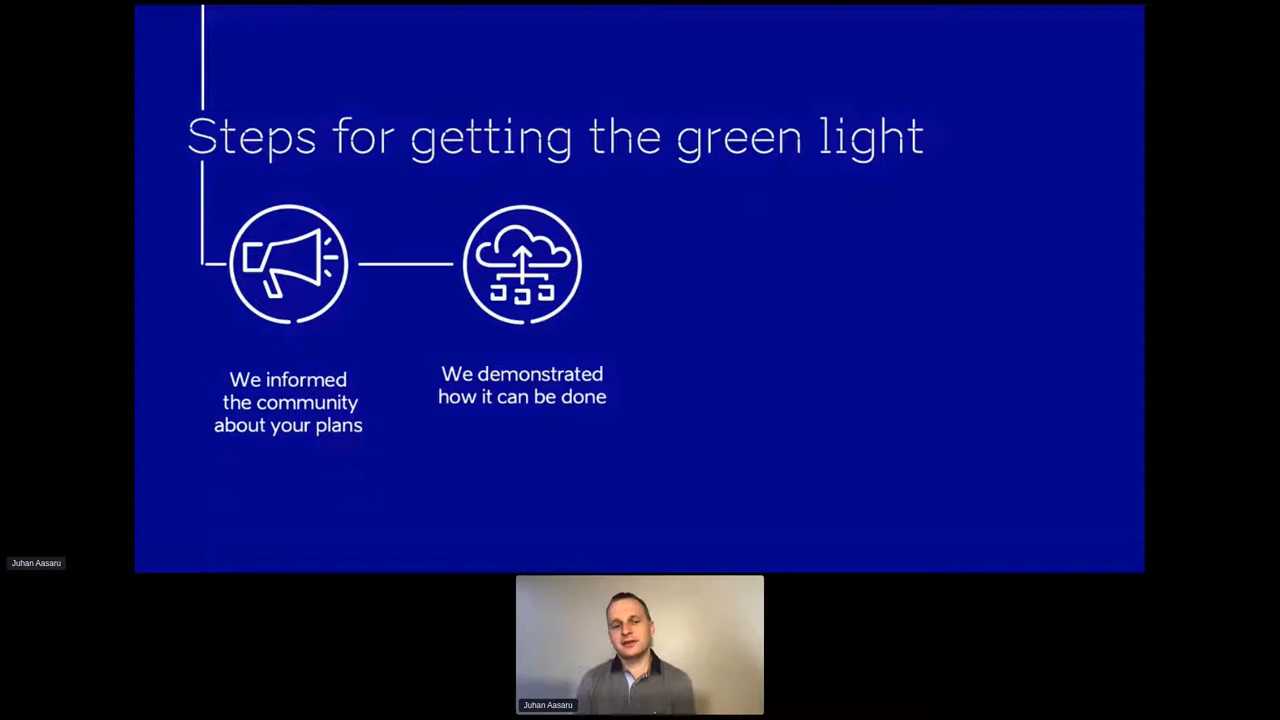 Steps for getting the green light
We informed
the community
about your plans
We demonstrated
how it can be done
Juhan Aasaru
Juhan Aasaru